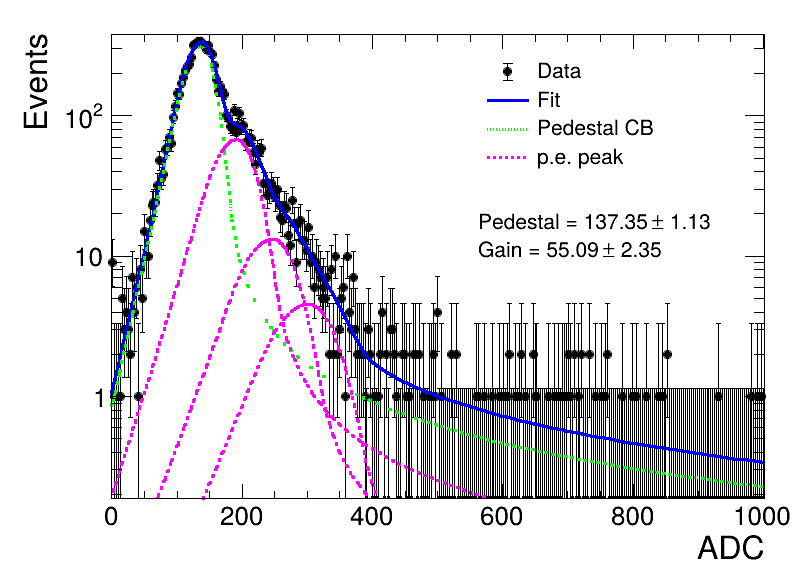 Events
10²
10
1
Data
Fit
Pedestal CB
p.e. peak
Pedestal = 137.35 ± 1.13
Gain = 55.09 ± 2.35
0 200 400 600 800 1000
ADC